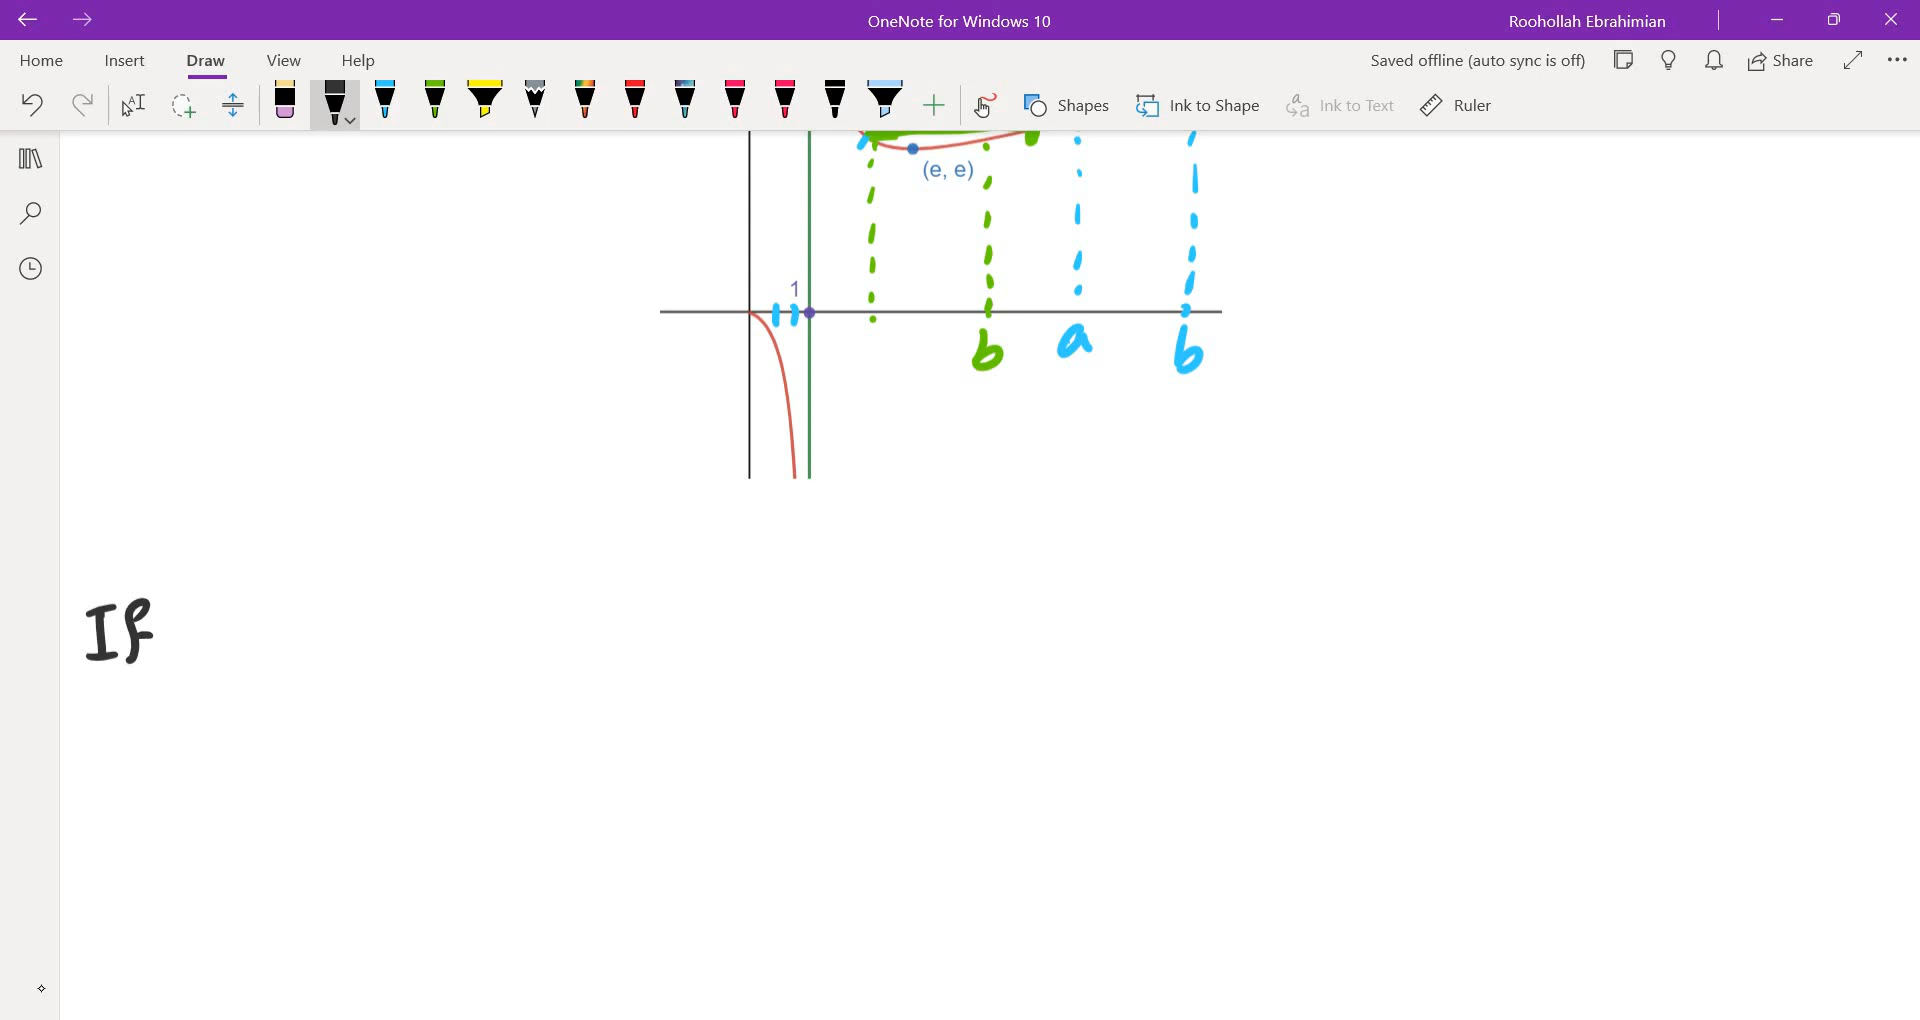 OneNote for Windows 10
Roohollah Ebrahimian
Home Insert Draw View Help
Saved offline (auto sync is off)
Share
Shapes
Ink to Shape
Ink to Text
Ruler
(e, e)
1
b a b
If